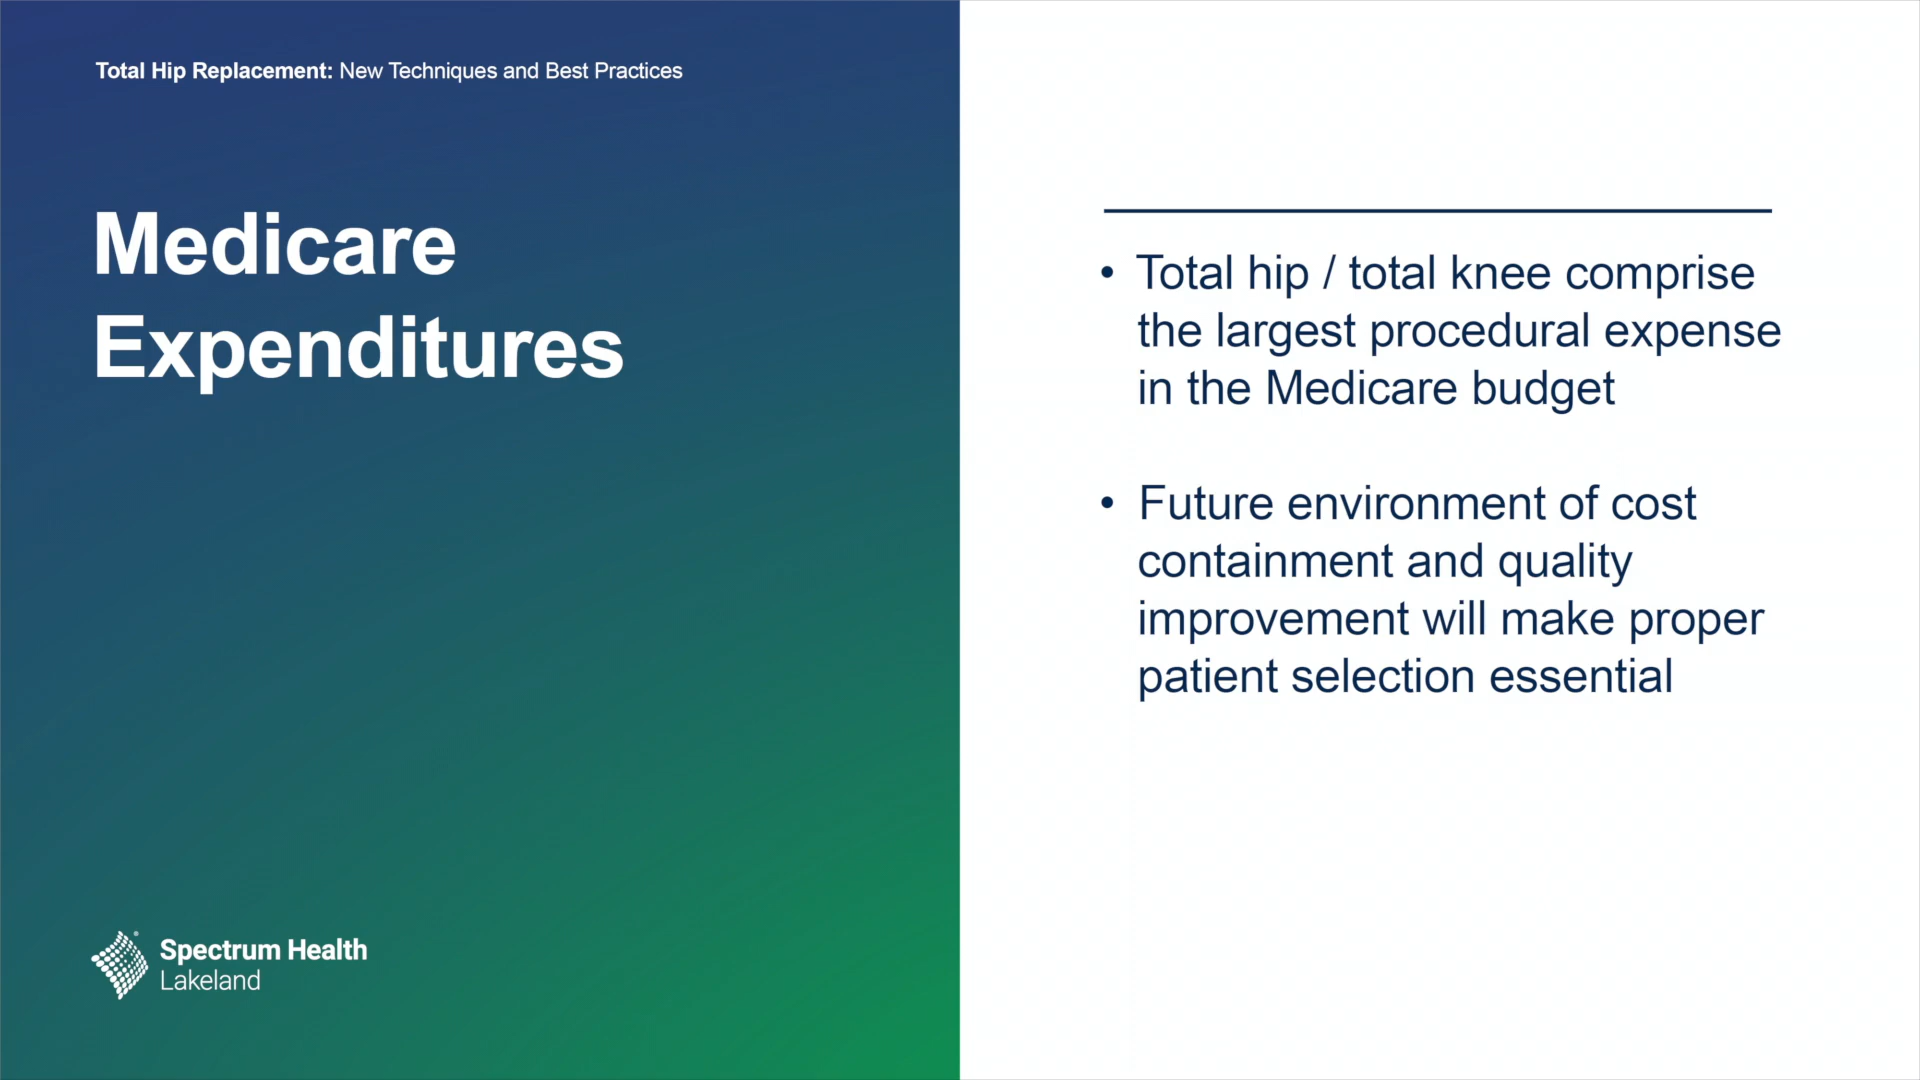 Total Hip Replacement: New Techniques and Best Practices
Medicare
Expenditures
• Total hip / total knee comprise
the largest procedural expense
in the Medicare budget
• Future environment of cost
containment and quality
improvement will make proper
patient selection essential
Spectrum Health
Lakeland